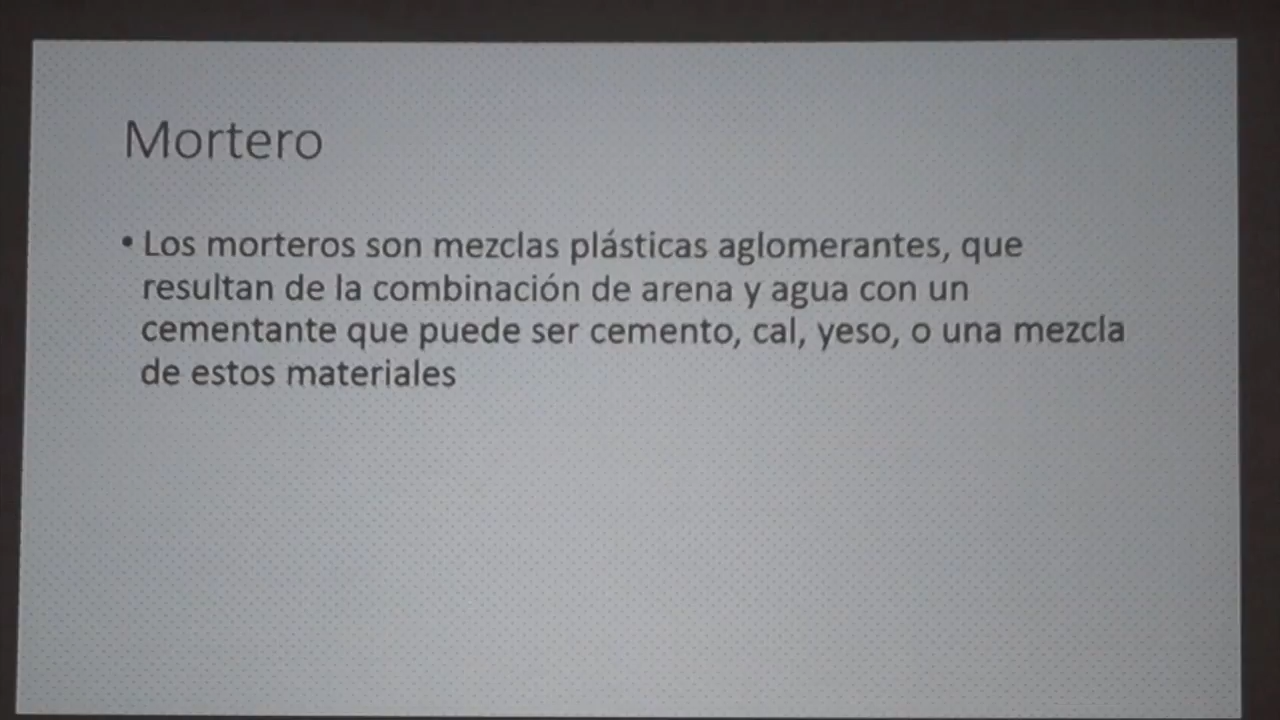 Mortero
• Los morteros son mezclas plásticas aglomerantes, que
resultan de la combinación de arena y agua con un
cementante que puede ser cemento, cal, yeso, o una mezcla
de estos materiales